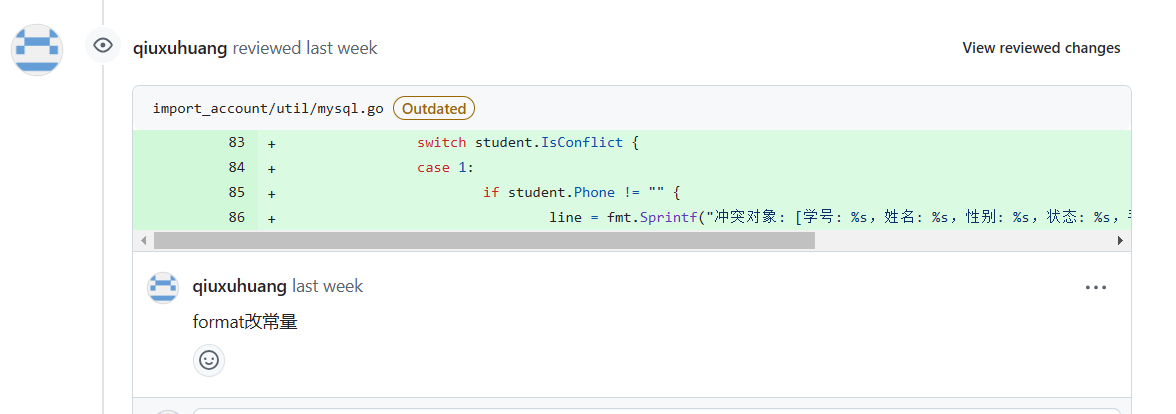 qiuxuhuang reviewed last week
View reviewed changes
import_account/util/mysql.go Outdated
83 + switch student.IsConflict {
84 + case 1:
85 + if student.Phone != "" {
86 + line = fmt.Sprintf("冲突对象: [学号: %s, 姓名: %s, 性别: %s, 状态: %s,
qiuxuhuang last week
format改常量